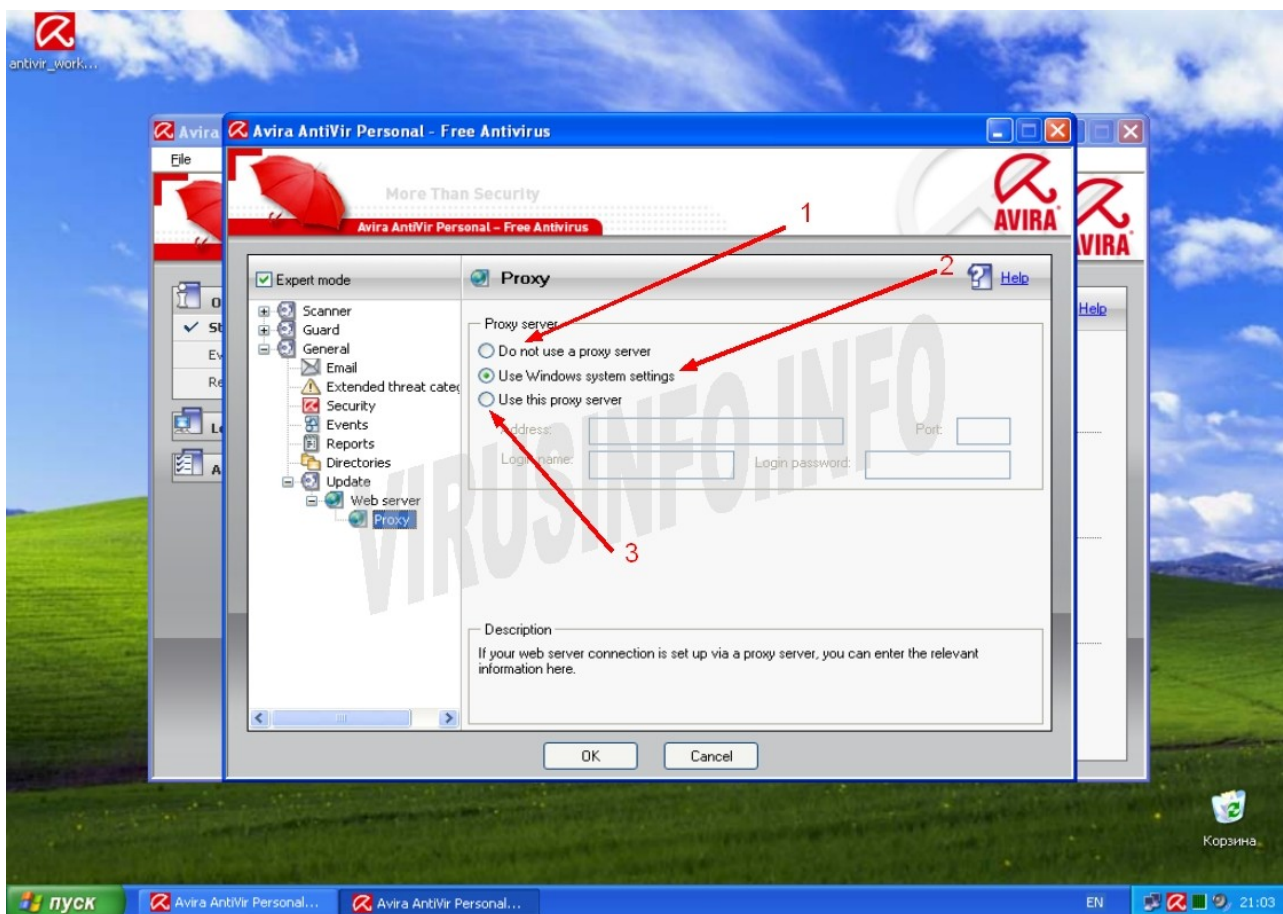 antivir_work...
Avira
Avira AntiVir Personal - Free Antivirus
File
More Than Security
Avira AntiVir Personal – Free Antivirus
AVIRA
AVIRA
1
2
3
Expert mode
Proxy
Help
Help
Scanner
Guard
General
Email
Extended threat categ
Security
Events
Reports
Directories
Update
Web server
Proxy
Proxy server
Do not use a proxy server
Use Windows system settings
Use this proxy server
Address:
Port:
Login name:
Login password:
VIRUSINFO.INFO
Description
If your web server connection is set up via a proxy server, you can enter the relevant
information here.
OK
Cancel
Корзина
пуск
Avira AntiVir Personal...
Avira AntiVir Personal...
EN
21:03